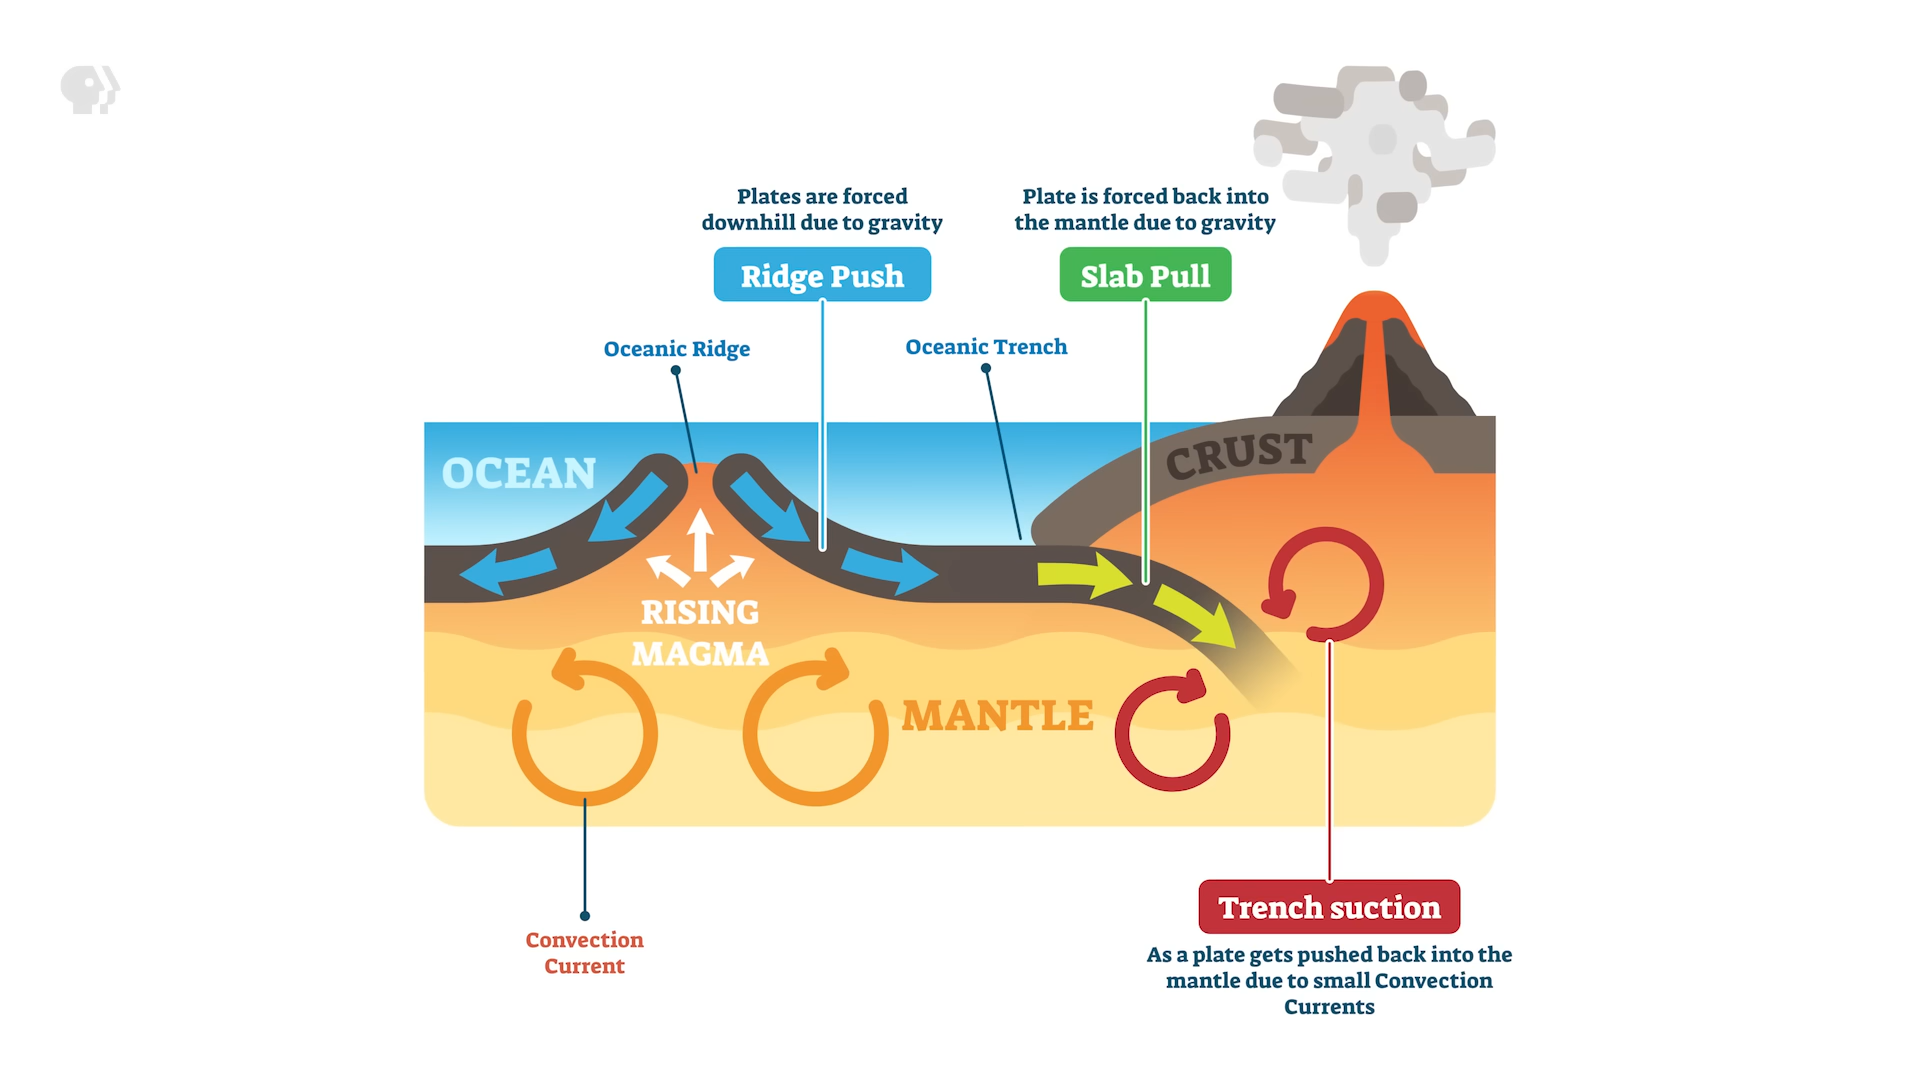 Plates are forced
downhill due to gravity
Ridge Push
Plate is forced back into
the mantle due to gravity
Slab Pull
Oceanic Ridge
Oceanic Trench
OCEAN
CRUST
RISING
MAGMA
MANTLE
Convection
Current
Trench suction
As a plate gets pushed back into the
mantle due to small Convection
Currents